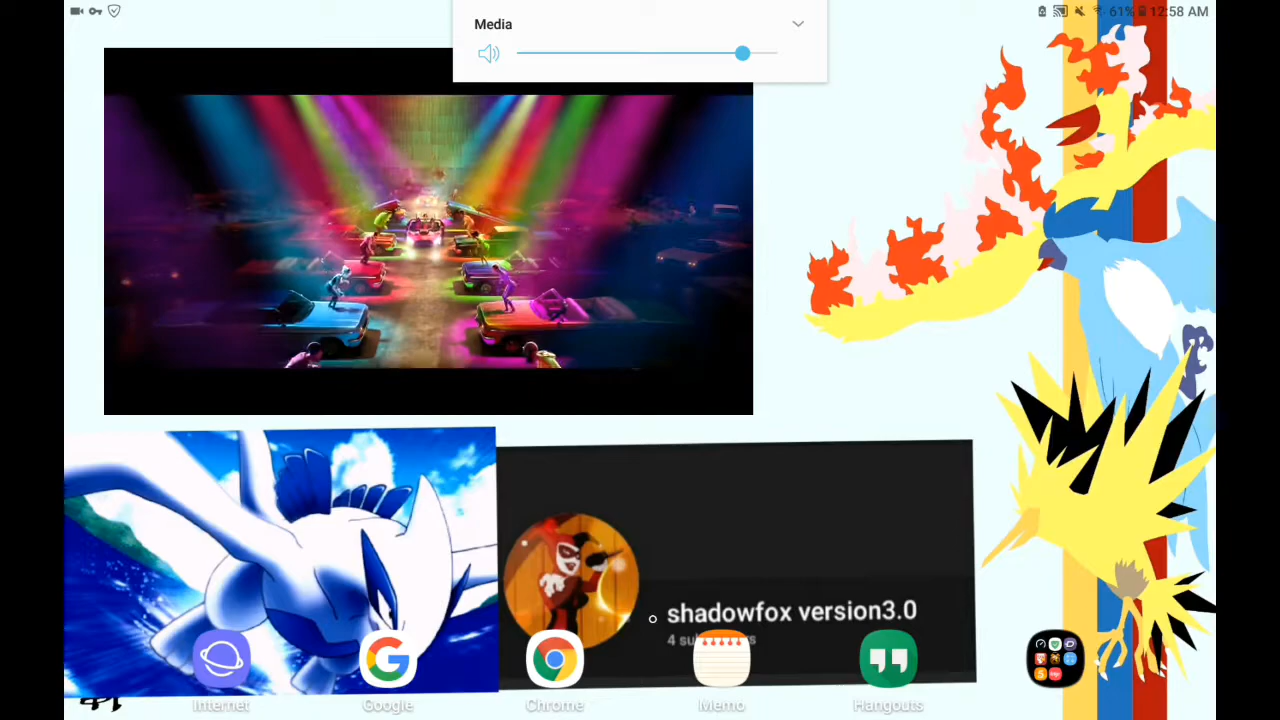 61% 12:58 AM
Media
shadowfox version3.0
Internet
Google
Chrome
Memo
Hangouts